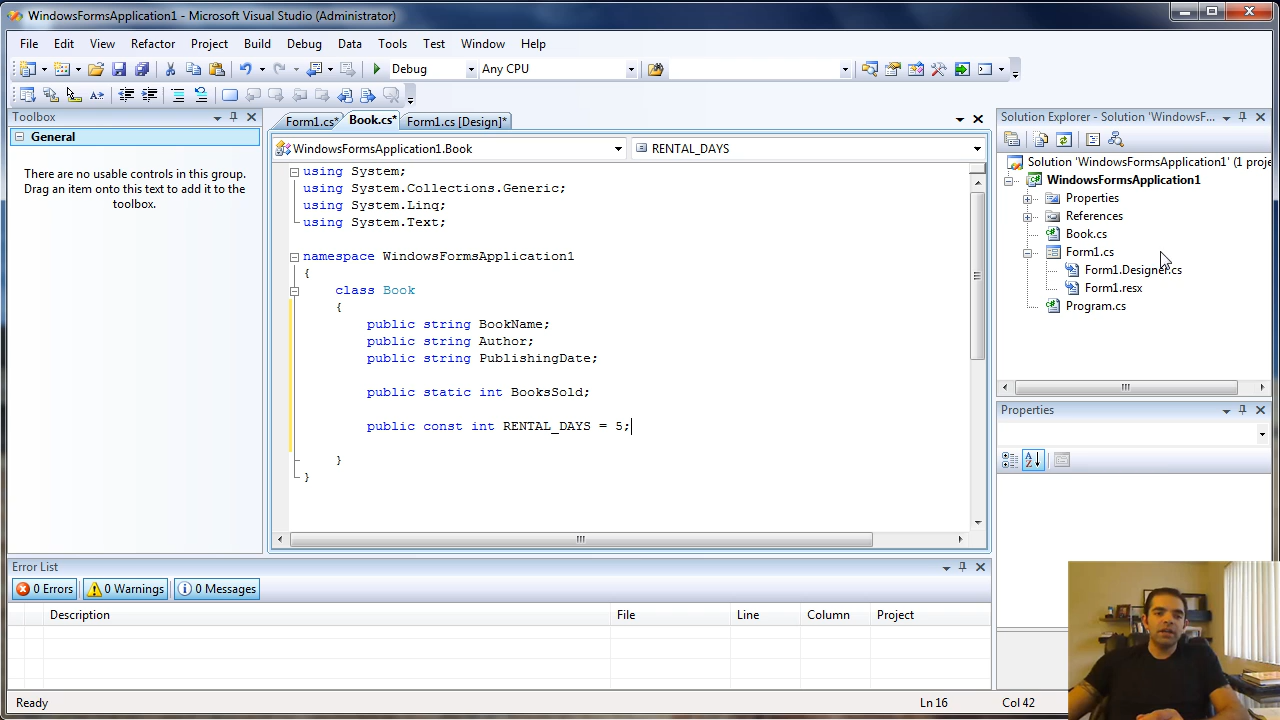 WindowsFormsApplication1 - Microsoft Visual Studio (Administrator)
File Edit View Refactor Project Build Debug Data Tools Test Window Help
Debug Any CPU
Toolbox
General
There are no usable controls in this group.
Drag an item onto this text to add it to the
toolbox.
Form1.cs* Book.cs* Form1.cs [Design]*
WindowsFormsApplication1.Book RENTAL_DAYS
using System;
using System.Collections.Generic;
using System.Linq;
using System.Text;
namespace WindowsFormsApplication1
{
class Book
{
public string BookName;
public string Author;
public string PublishingDate;
public static int BooksSold;
public const int RENTAL_DAYS = 5;
}
}
Solution Explorer - Solution 'WindowsF...
Solution 'WindowsFormsApplication1' (1 proje
WindowsFormsApplication1
Properties
References
Book.cs
Form1.cs
Form1.Designer.cs
Form1.resx
Program.cs
Properties
Error List
0 Errors 0 Warnings 0 Messages
Description File Line Column Project
Ready Ln 16 Col 42